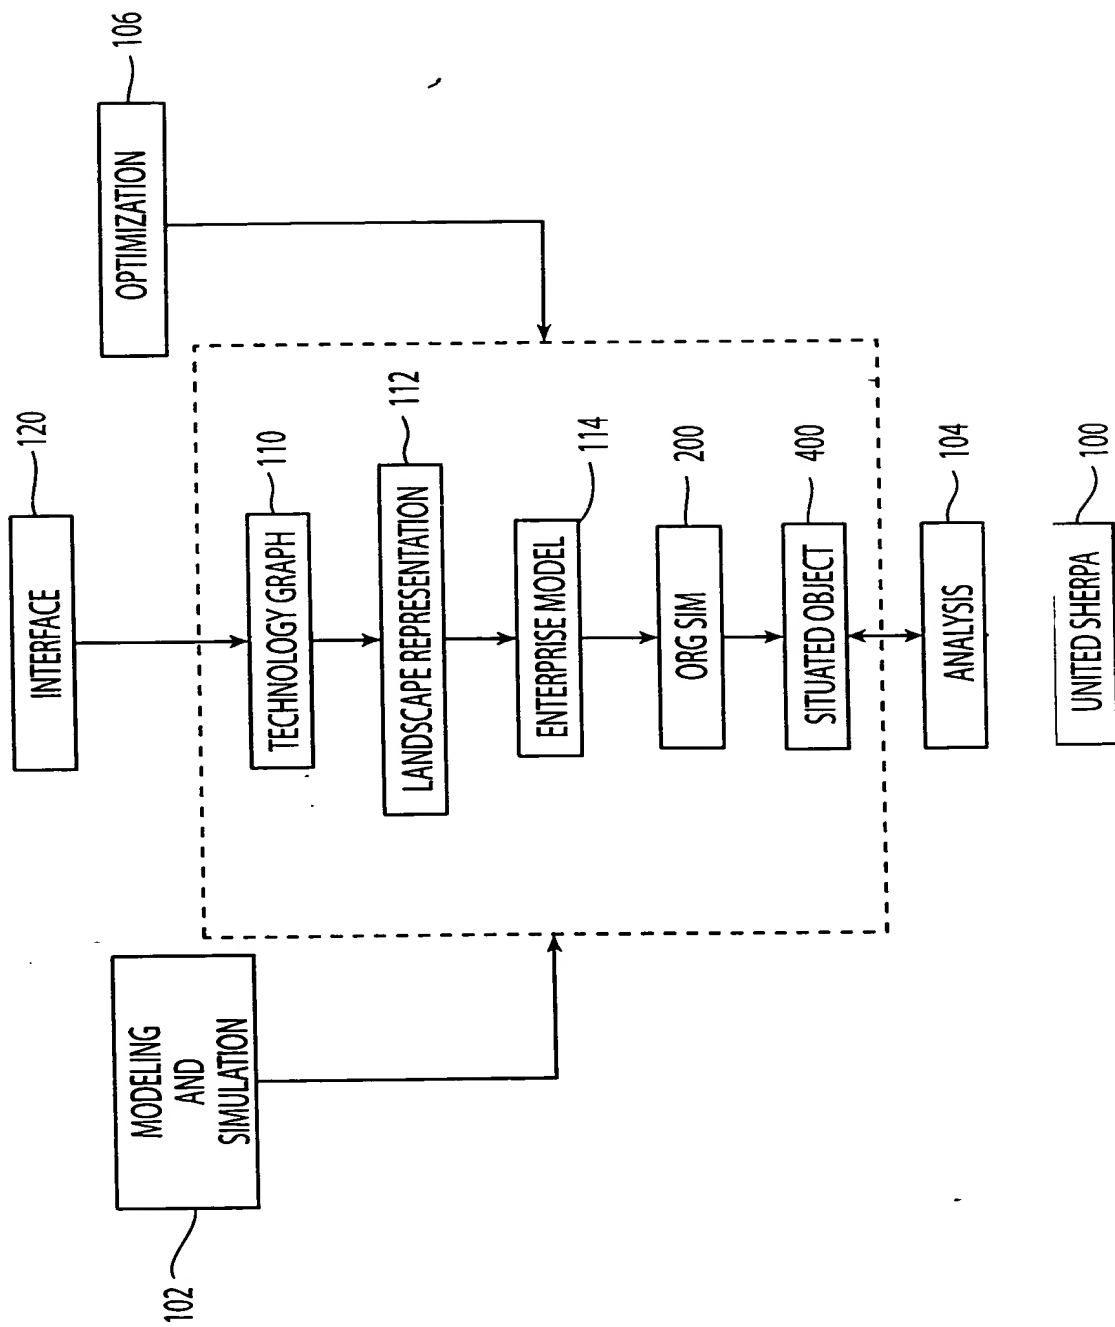 106
OPTIMIZATION
120
INTERFACE
110
TECHNOLOGY GRAPH
112
LANDSCAPE REPRESENTATION
114
ENTERPRISE MODEL
200
ORG SIM
400
SITUATED OBJECT
104
ANALYSIS
100
UNITED SHERPA
MODELING
AND
SIMULATION
102